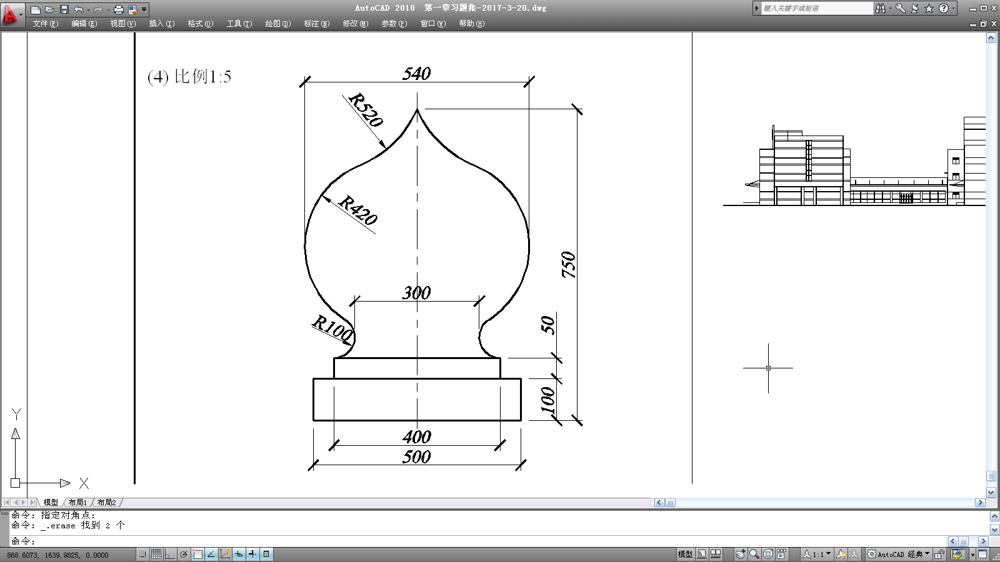 AutoCAD 2010 第一章习题集-2017-3-20.dwg
键入关键字或短语
文件(F) 编辑(E) 视图(V) 插入(I) 格式(O) 工具(T) 绘图(D) 标注(N) 修改(M) 参数(P) 窗口(W) 帮助(H)
(4) 比例1:5
540
R520
R420
750
300
R100
50
100
400
500
Y
X
模型 布局1 布局2
命令: 指定对角点:
命令: _.erase 找到 2 个
命令:
868.6073, 1639.9825, 0.0000
模型
1:1
AutoCAD 经典